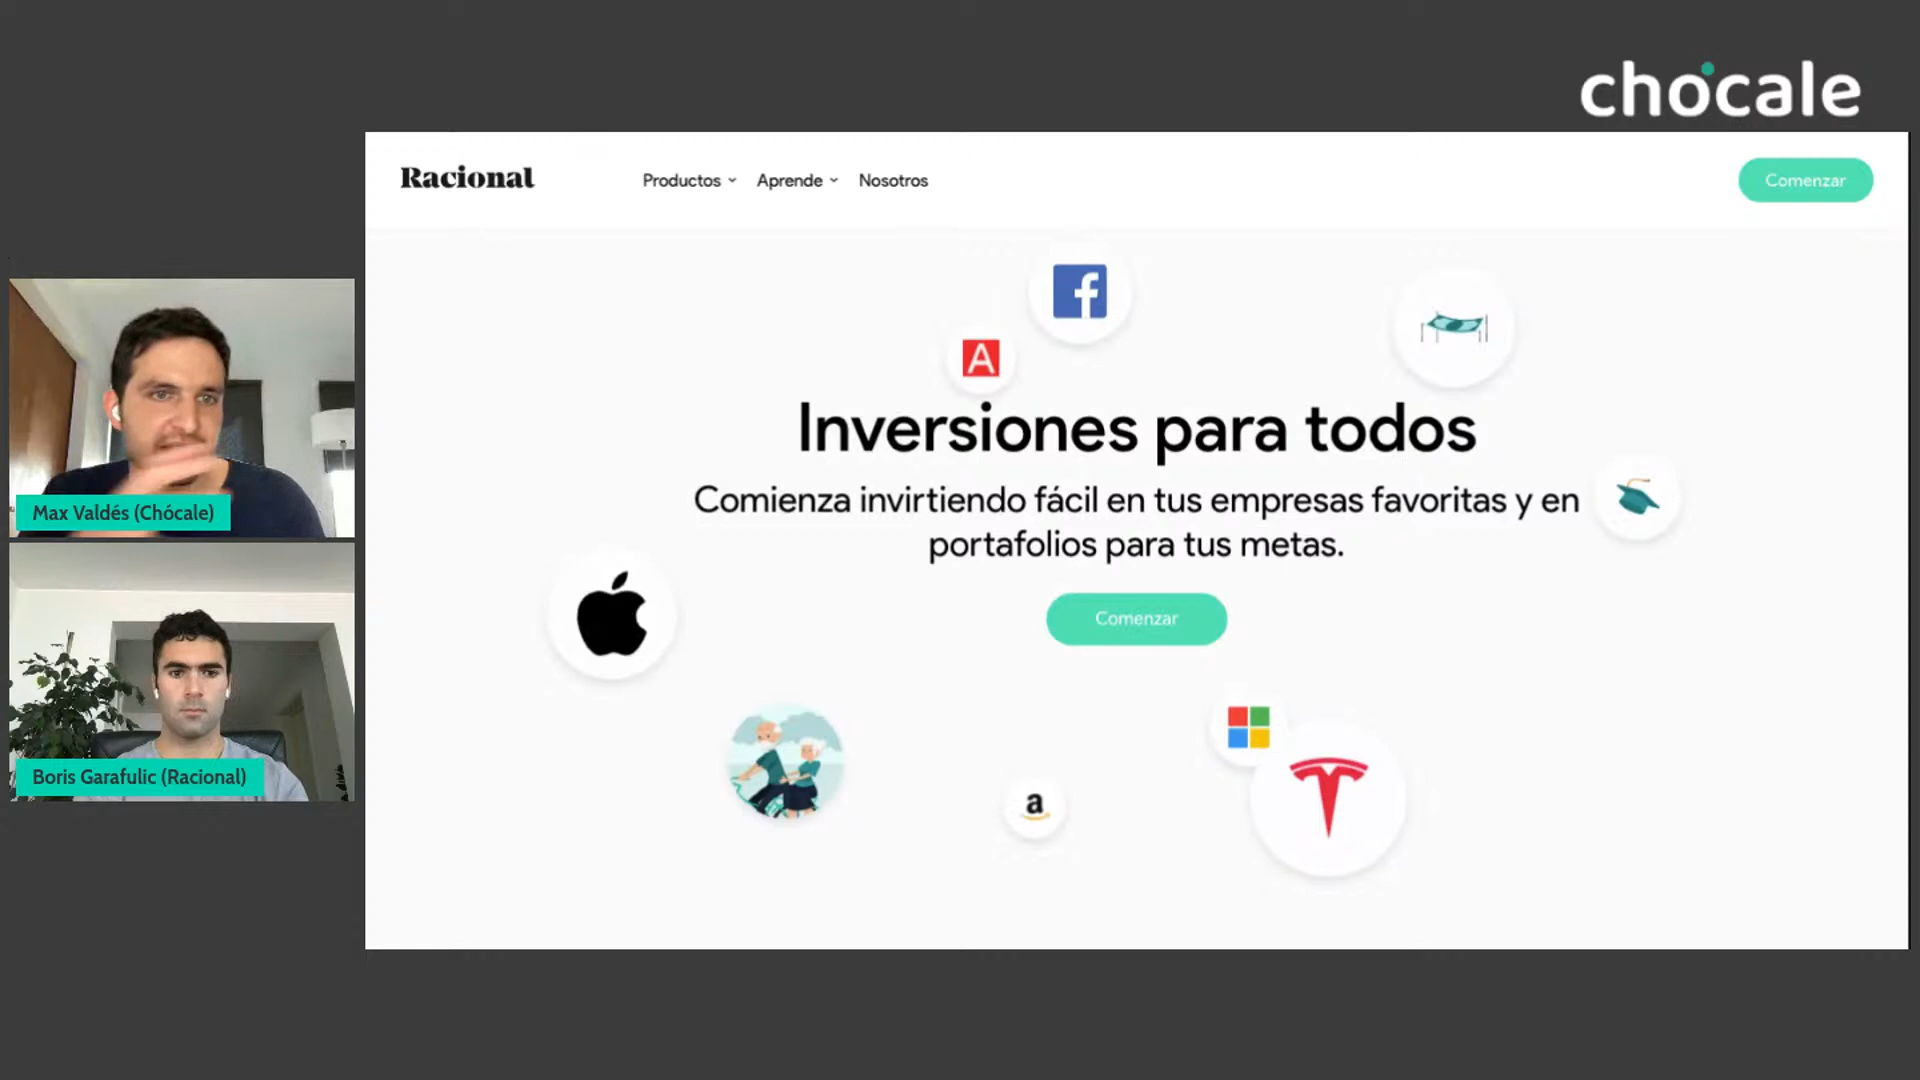 chócale
Racional
Productos
Aprende
Nosotros
Comenzar
A
Inversiones para todos
Comienza invirtiendo fácil en tus empresas favoritas y en
portafolios para tus metas.
Comenzar
a
Max Valdés (Chócale)
Boris Garafulic (Racional)